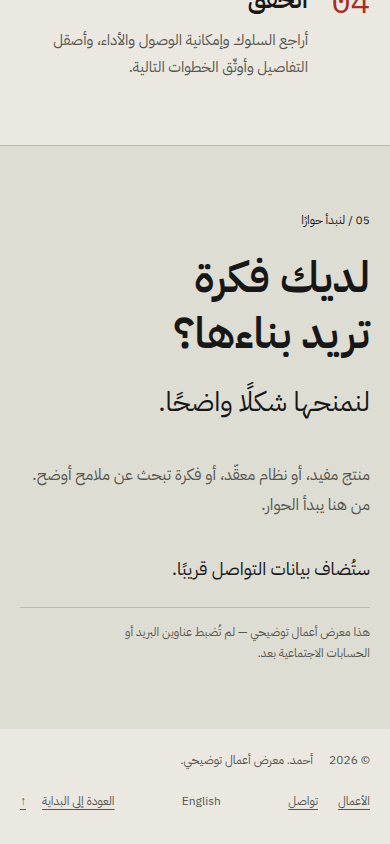 04 التحقق
أراجع السلوك وإمكانية الوصول والأداء، وأصقل
التفاصيل وأوثّق الخطوات التالية.
05 / لنبدأ حوارًا
لديك فكرة
تريد بناءها؟
لنمنحها شكلًا واضحًا.
منتج مفيد، أو نظام معقّد، أو فكرة تبحث عن ملامح أوضح.
من هنا يبدأ الحوار.
ستُضاف بيانات التواصل قريبًا.
هذا معرض أعمال توضيحي — لم تُضبط عناوين البريد أو
الحسابات الاجتماعية بعد.
© 2026 أحمد. معرض أعمال توضيحي.
الأعمال تواصل English العودة إلى البداية ↑